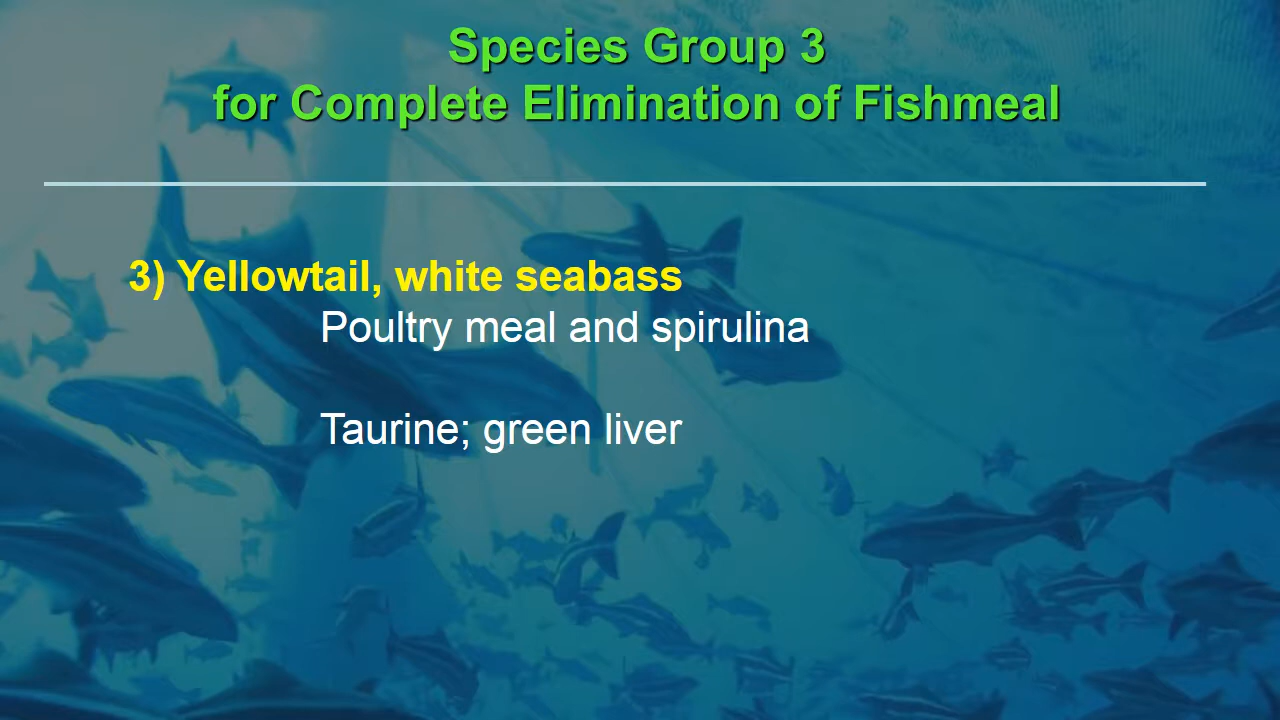 Species Group 3
for Complete Elimination of Fishmeal
3) Yellowtail, white seabass
Poultry meal and spirulina
Taurine; green liver